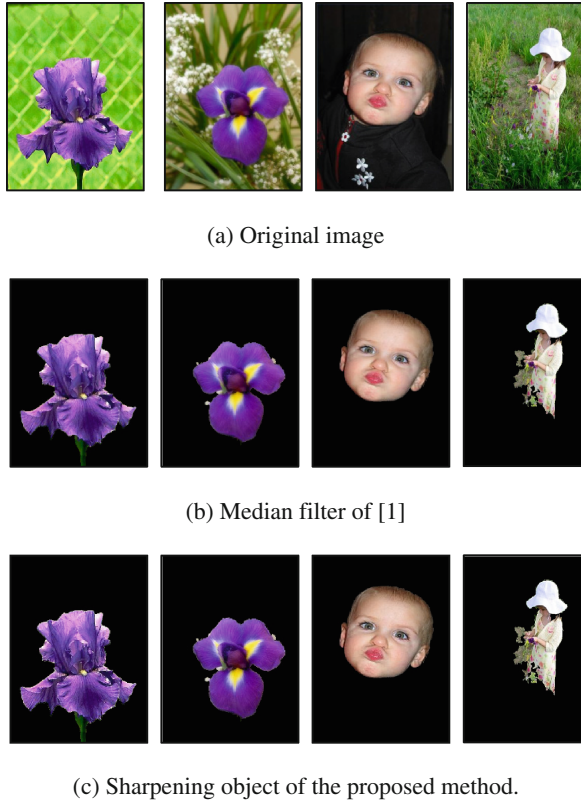 (a) Original image
(b) Median filter of [1]
(c) Sharpening object of the proposed method.